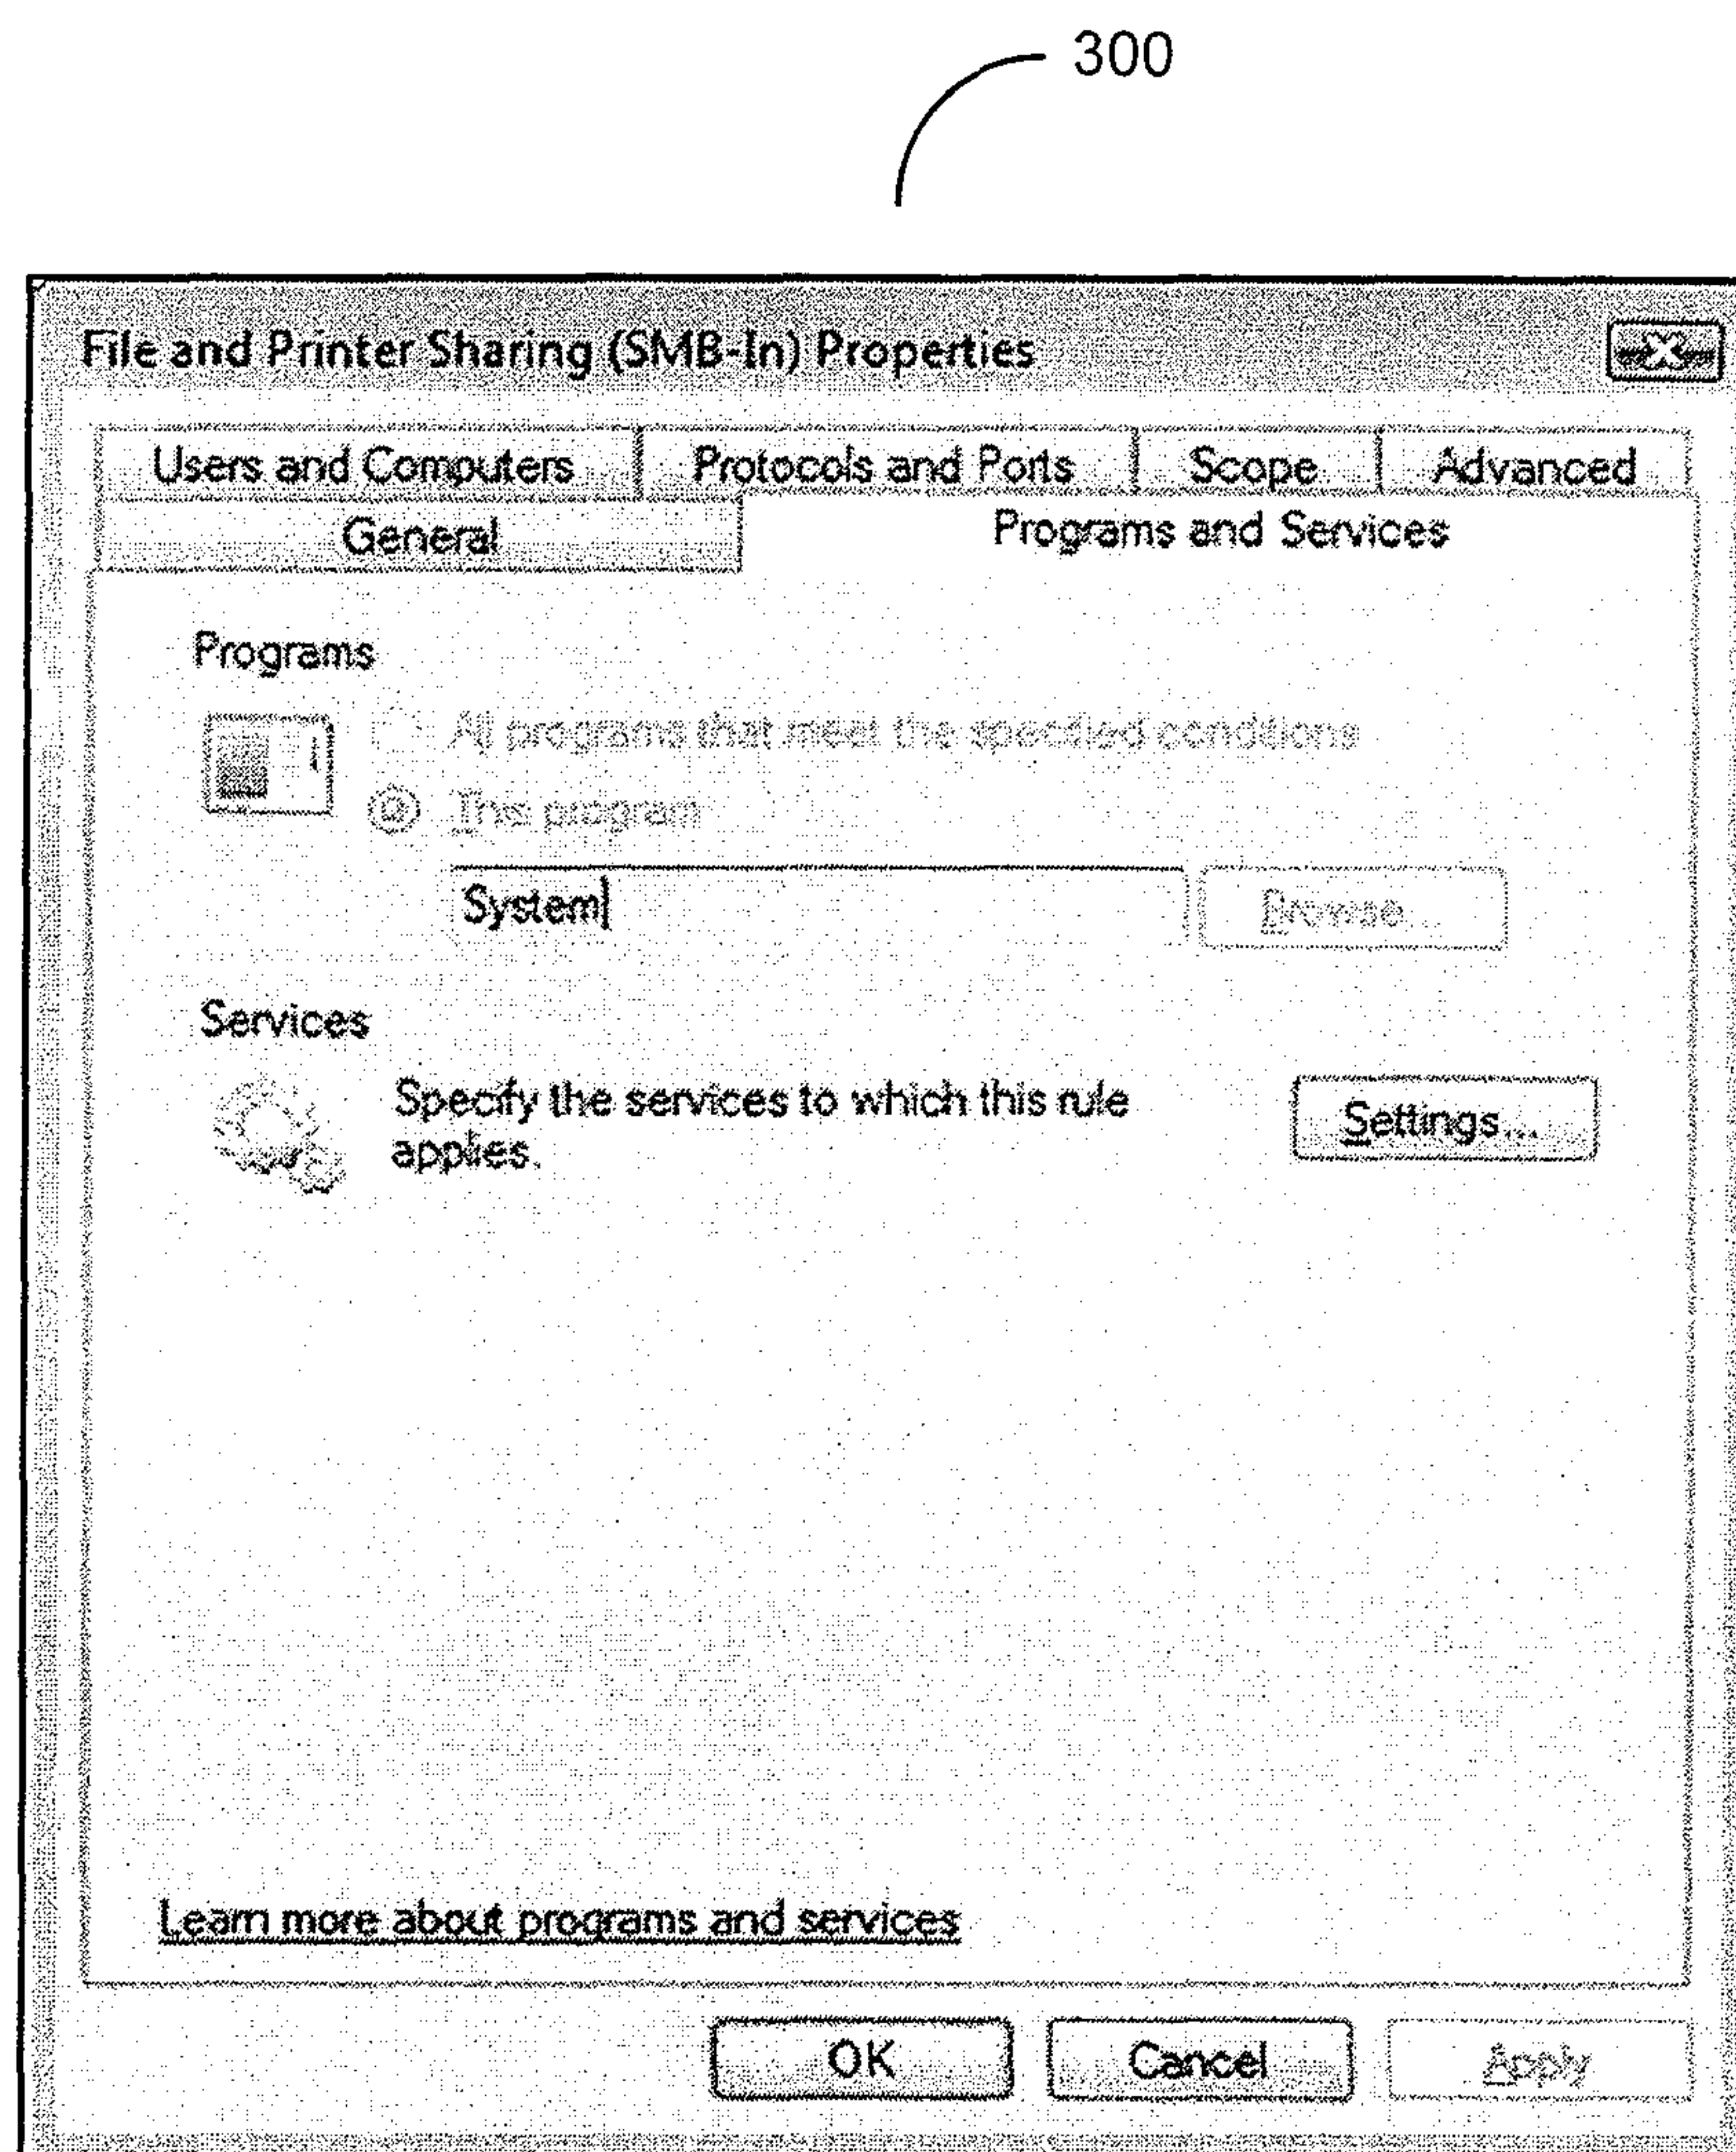 300
File and Printer Sharing (SMB-In) Properties
Users and Computers Protocols and Ports Scope Advanced
General Programs and Services
Programs
All programs that meet the specified conditions
This program
System
Browse...
Services
Specify the services to which this rule
applies.
Settings...
Learn more about programs and services
OK Cancel Apply